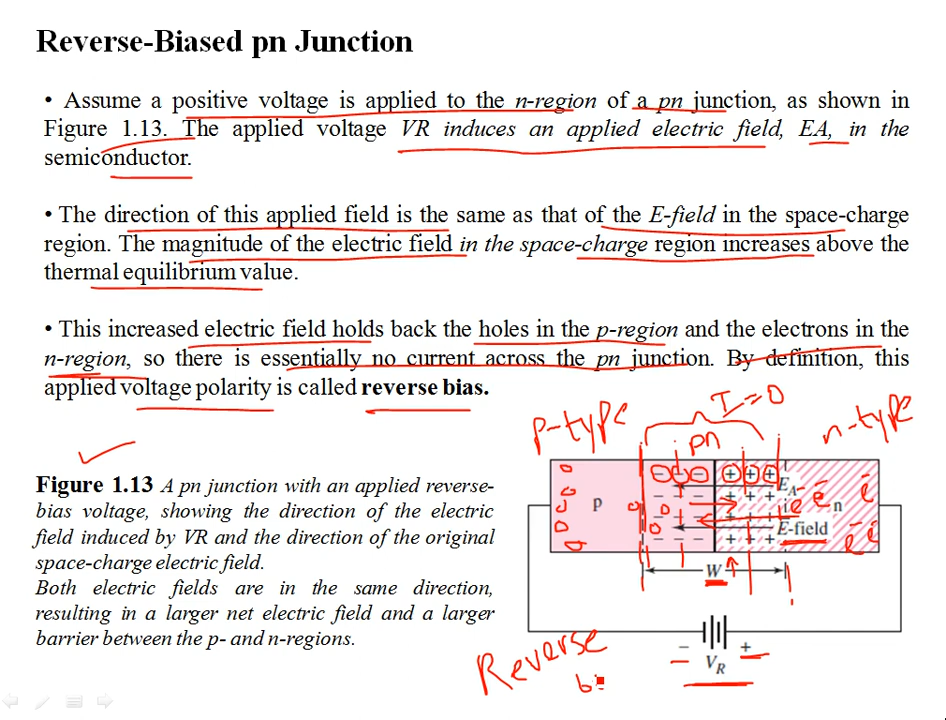 Reverse-Biased pn Junction
• Assume a positive voltage is applied to the n-region of a pn junction, as shown in
Figure 1.13. The applied voltage VR induces an applied electric field, EA, in the
semiconductor.
• The direction of this applied field is the same as that of the E-field in the space-charge
region. The magnitude of the electric field in the space-charge region increases above the
thermal equilibrium value.
• This increased electric field holds back the holes in the p-region and the electrons in the
n-region, so there is essentially no current across the pn junction. By definition, this
applied voltage polarity is called reverse bias.
I=0
p-type
pn
n-type
Figure 1.13 A pn junction with an applied reverse-
bias voltage, showing the direction of the electric
field induced by VR and the direction of the original
space-charge electric field.
Both electric fields are in the same direction,
resulting in a larger net electric field and a larger
barrier between the p- and n-regions.
p
EA
n
E-field
W
− +
VR
Reverse